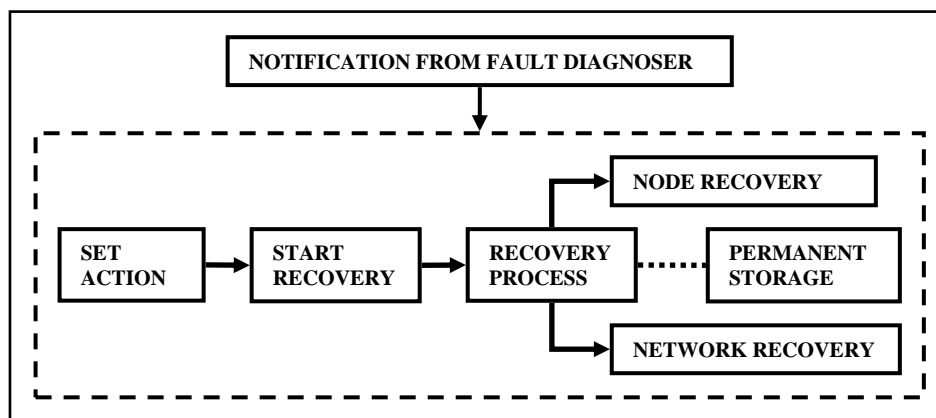 NOTIFICATION FROM FAULT DIAGNOSER
NODE RECOVERY
SET
ACTION
START
RECOVERY
RECOVERY
PROCESS
PERMANENT
STORAGE
NETWORK RECOVERY